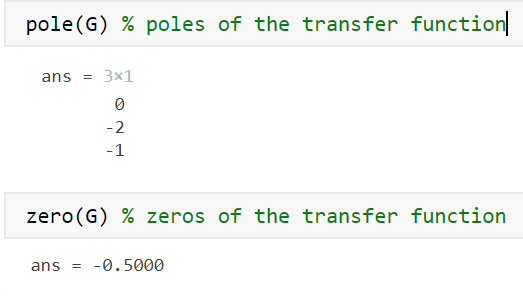 pole(G) % poles of the transfer function
ans = 3×1
0
-2
-1
zero(G) % zeros of the transfer function
ans = -0.5000